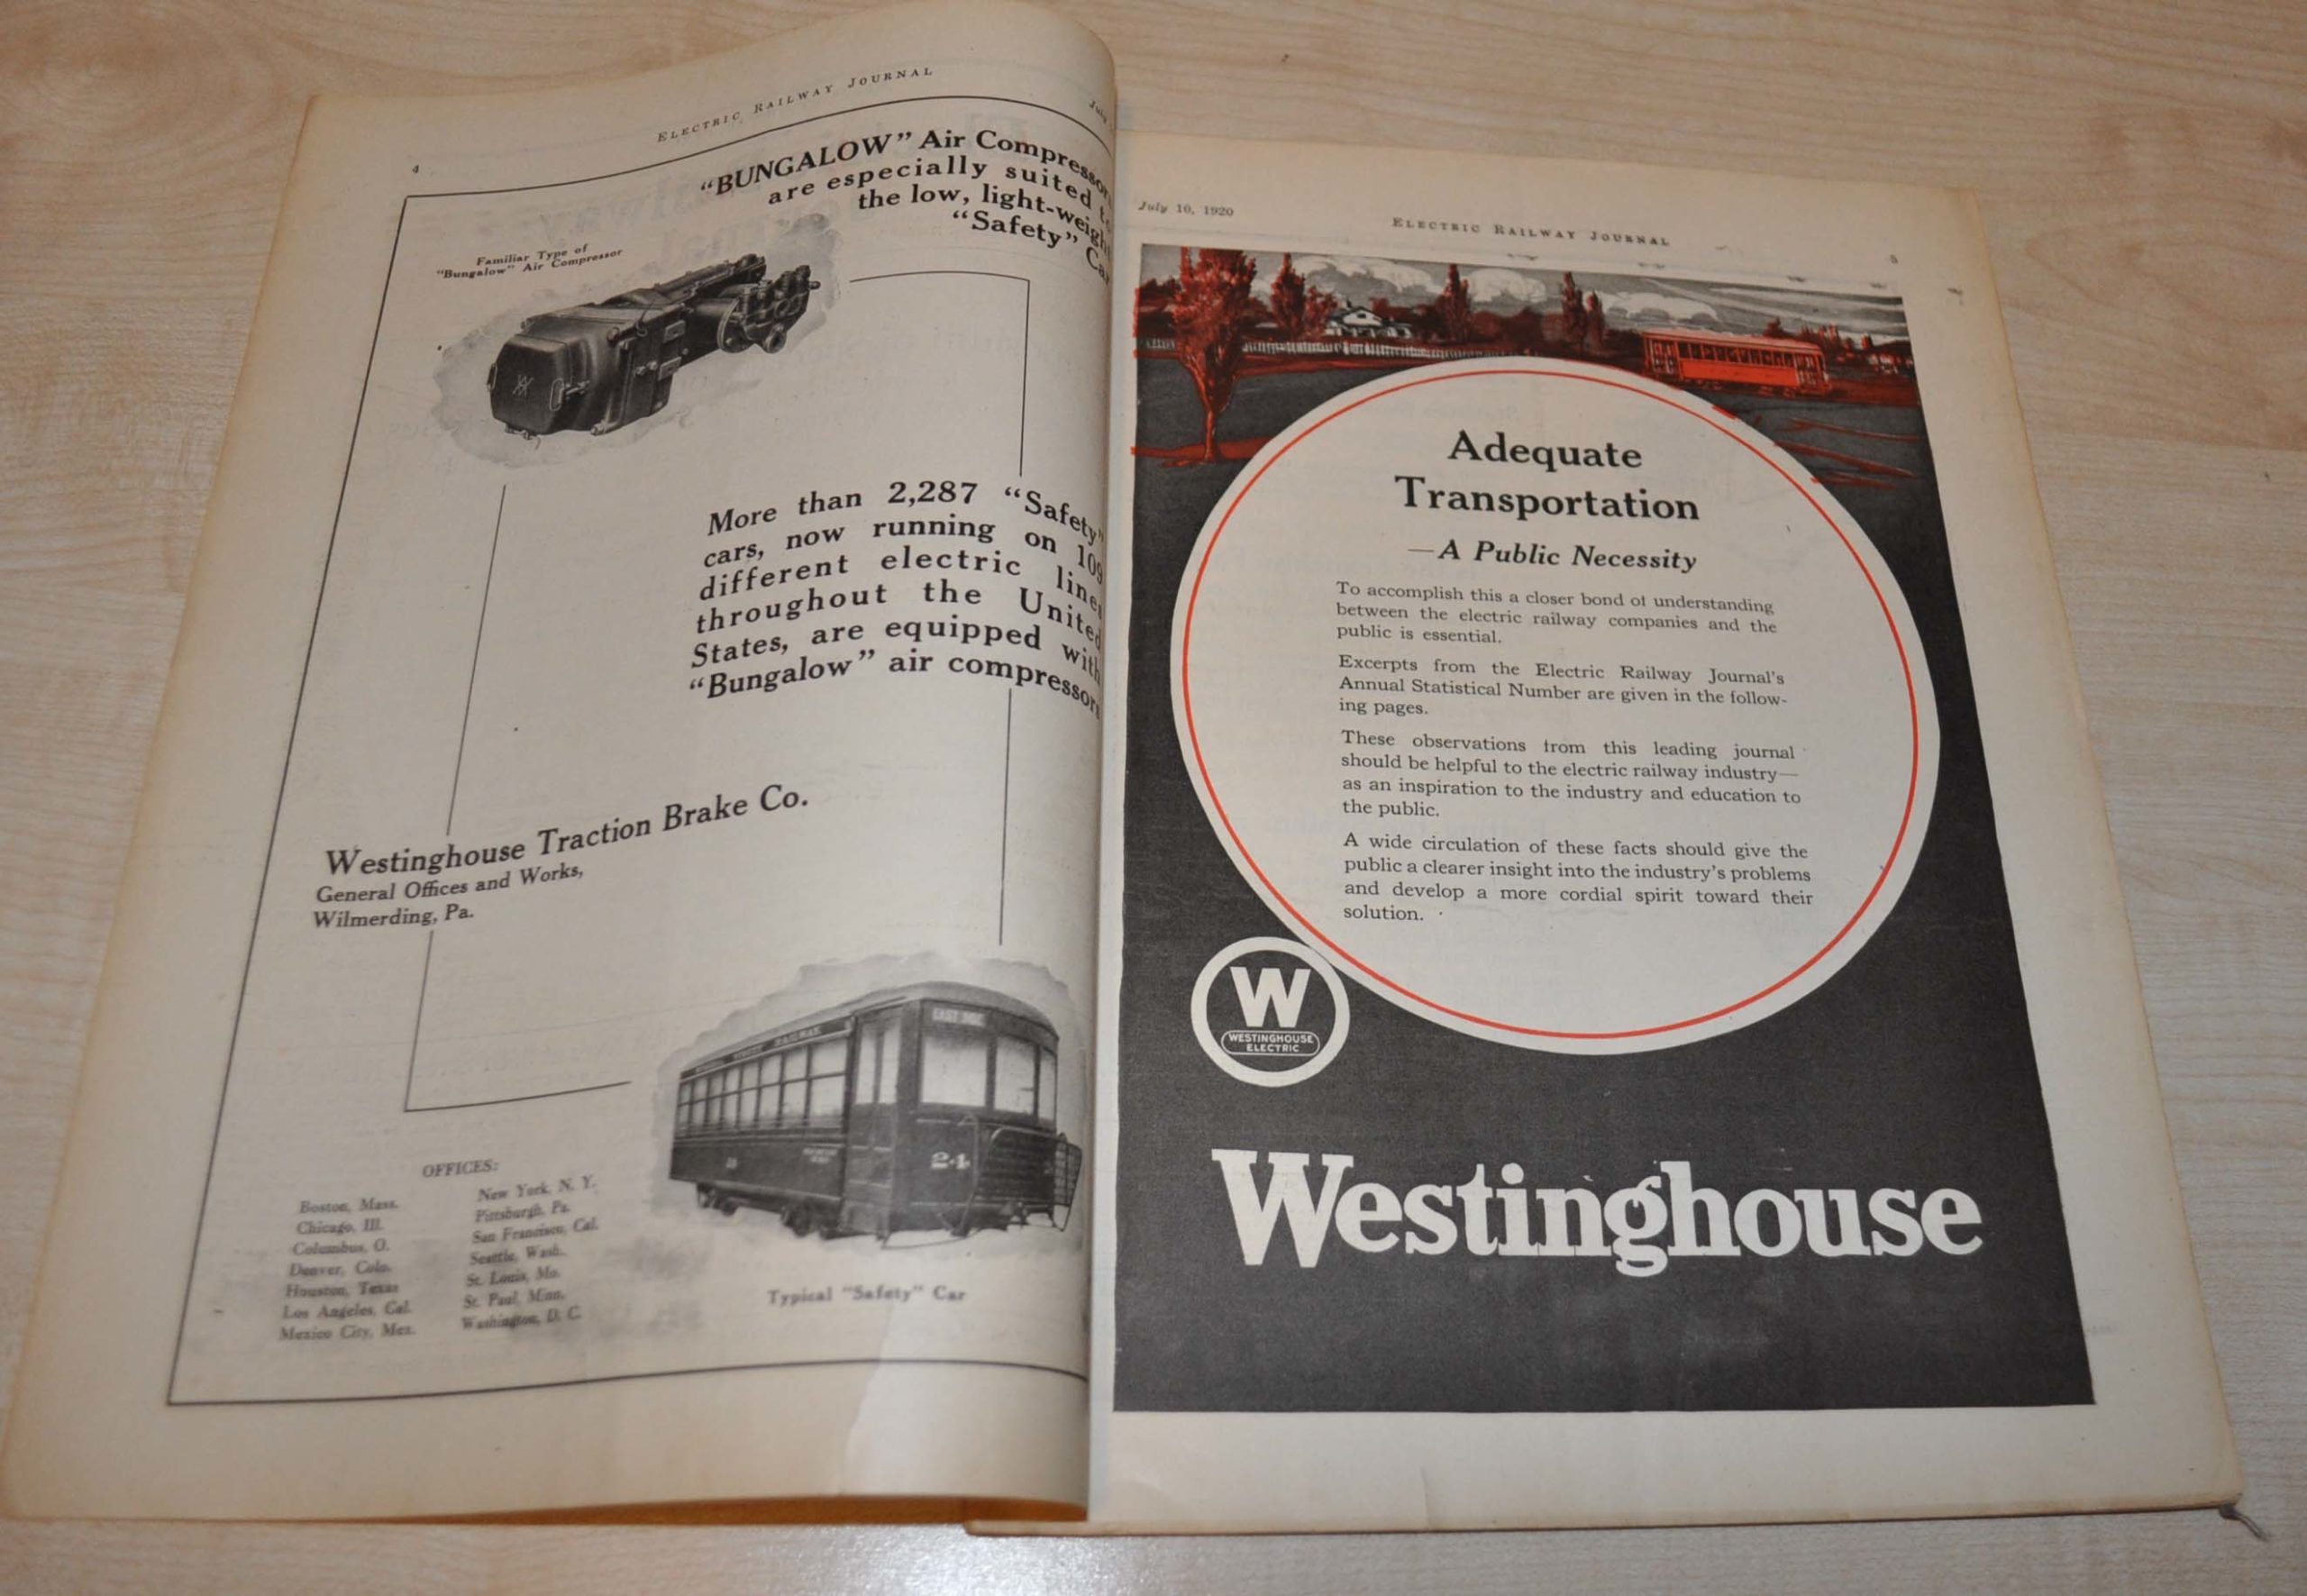 4
ELECTRIC RAILWAY JOURNAL
July
"BUNGALOW" Air Compressors
are especially suited to
the low, light-weight
"Safety" Car
Familiar Type of
"Bungalow" Air Compressor
More than 2,287 "Safety"
cars, now running on 109
different electric lines
throughout the United
States, are equipped with
"Bungalow" air compressors
Westinghouse Traction Brake Co.
General Offices and Works,
Wilmerding, Pa.
EAST SIDE
RAILWAY
24
OFFICES:
Boston, Mass.
Chicago, Ill.
Columbus, O.
Denver, Colo.
Houston, Texas
Los Angeles, Cal.
Mexico City, Mex.
New York, N. Y.
Pittsburgh, Pa.
San Francisco, Cal.
Seattle, Wash.
St. Louis, Mo.
St. Paul, Minn.
Washington, D. C.
Typical "Safety" Car
July 10, 1920
ELECTRIC RAILWAY JOURNAL
5
Adequate
Transportation
—A Public Necessity
To accomplish this a closer bond of understanding
between the electric railway companies and the
public is essential.
Excerpts from the Electric Railway Journal's
Annual Statistical Number are given in the follow-
ing pages.
These observations from this leading journal
should be helpful to the electric railway industry—
as an inspiration to the industry and education to
the public.
A wide circulation of these facts should give the
public a clearer insight into the industry's problems
and develop a more cordial spirit toward their
solution.
W
WESTINGHOUSE
ELECTRIC
Westinghouse